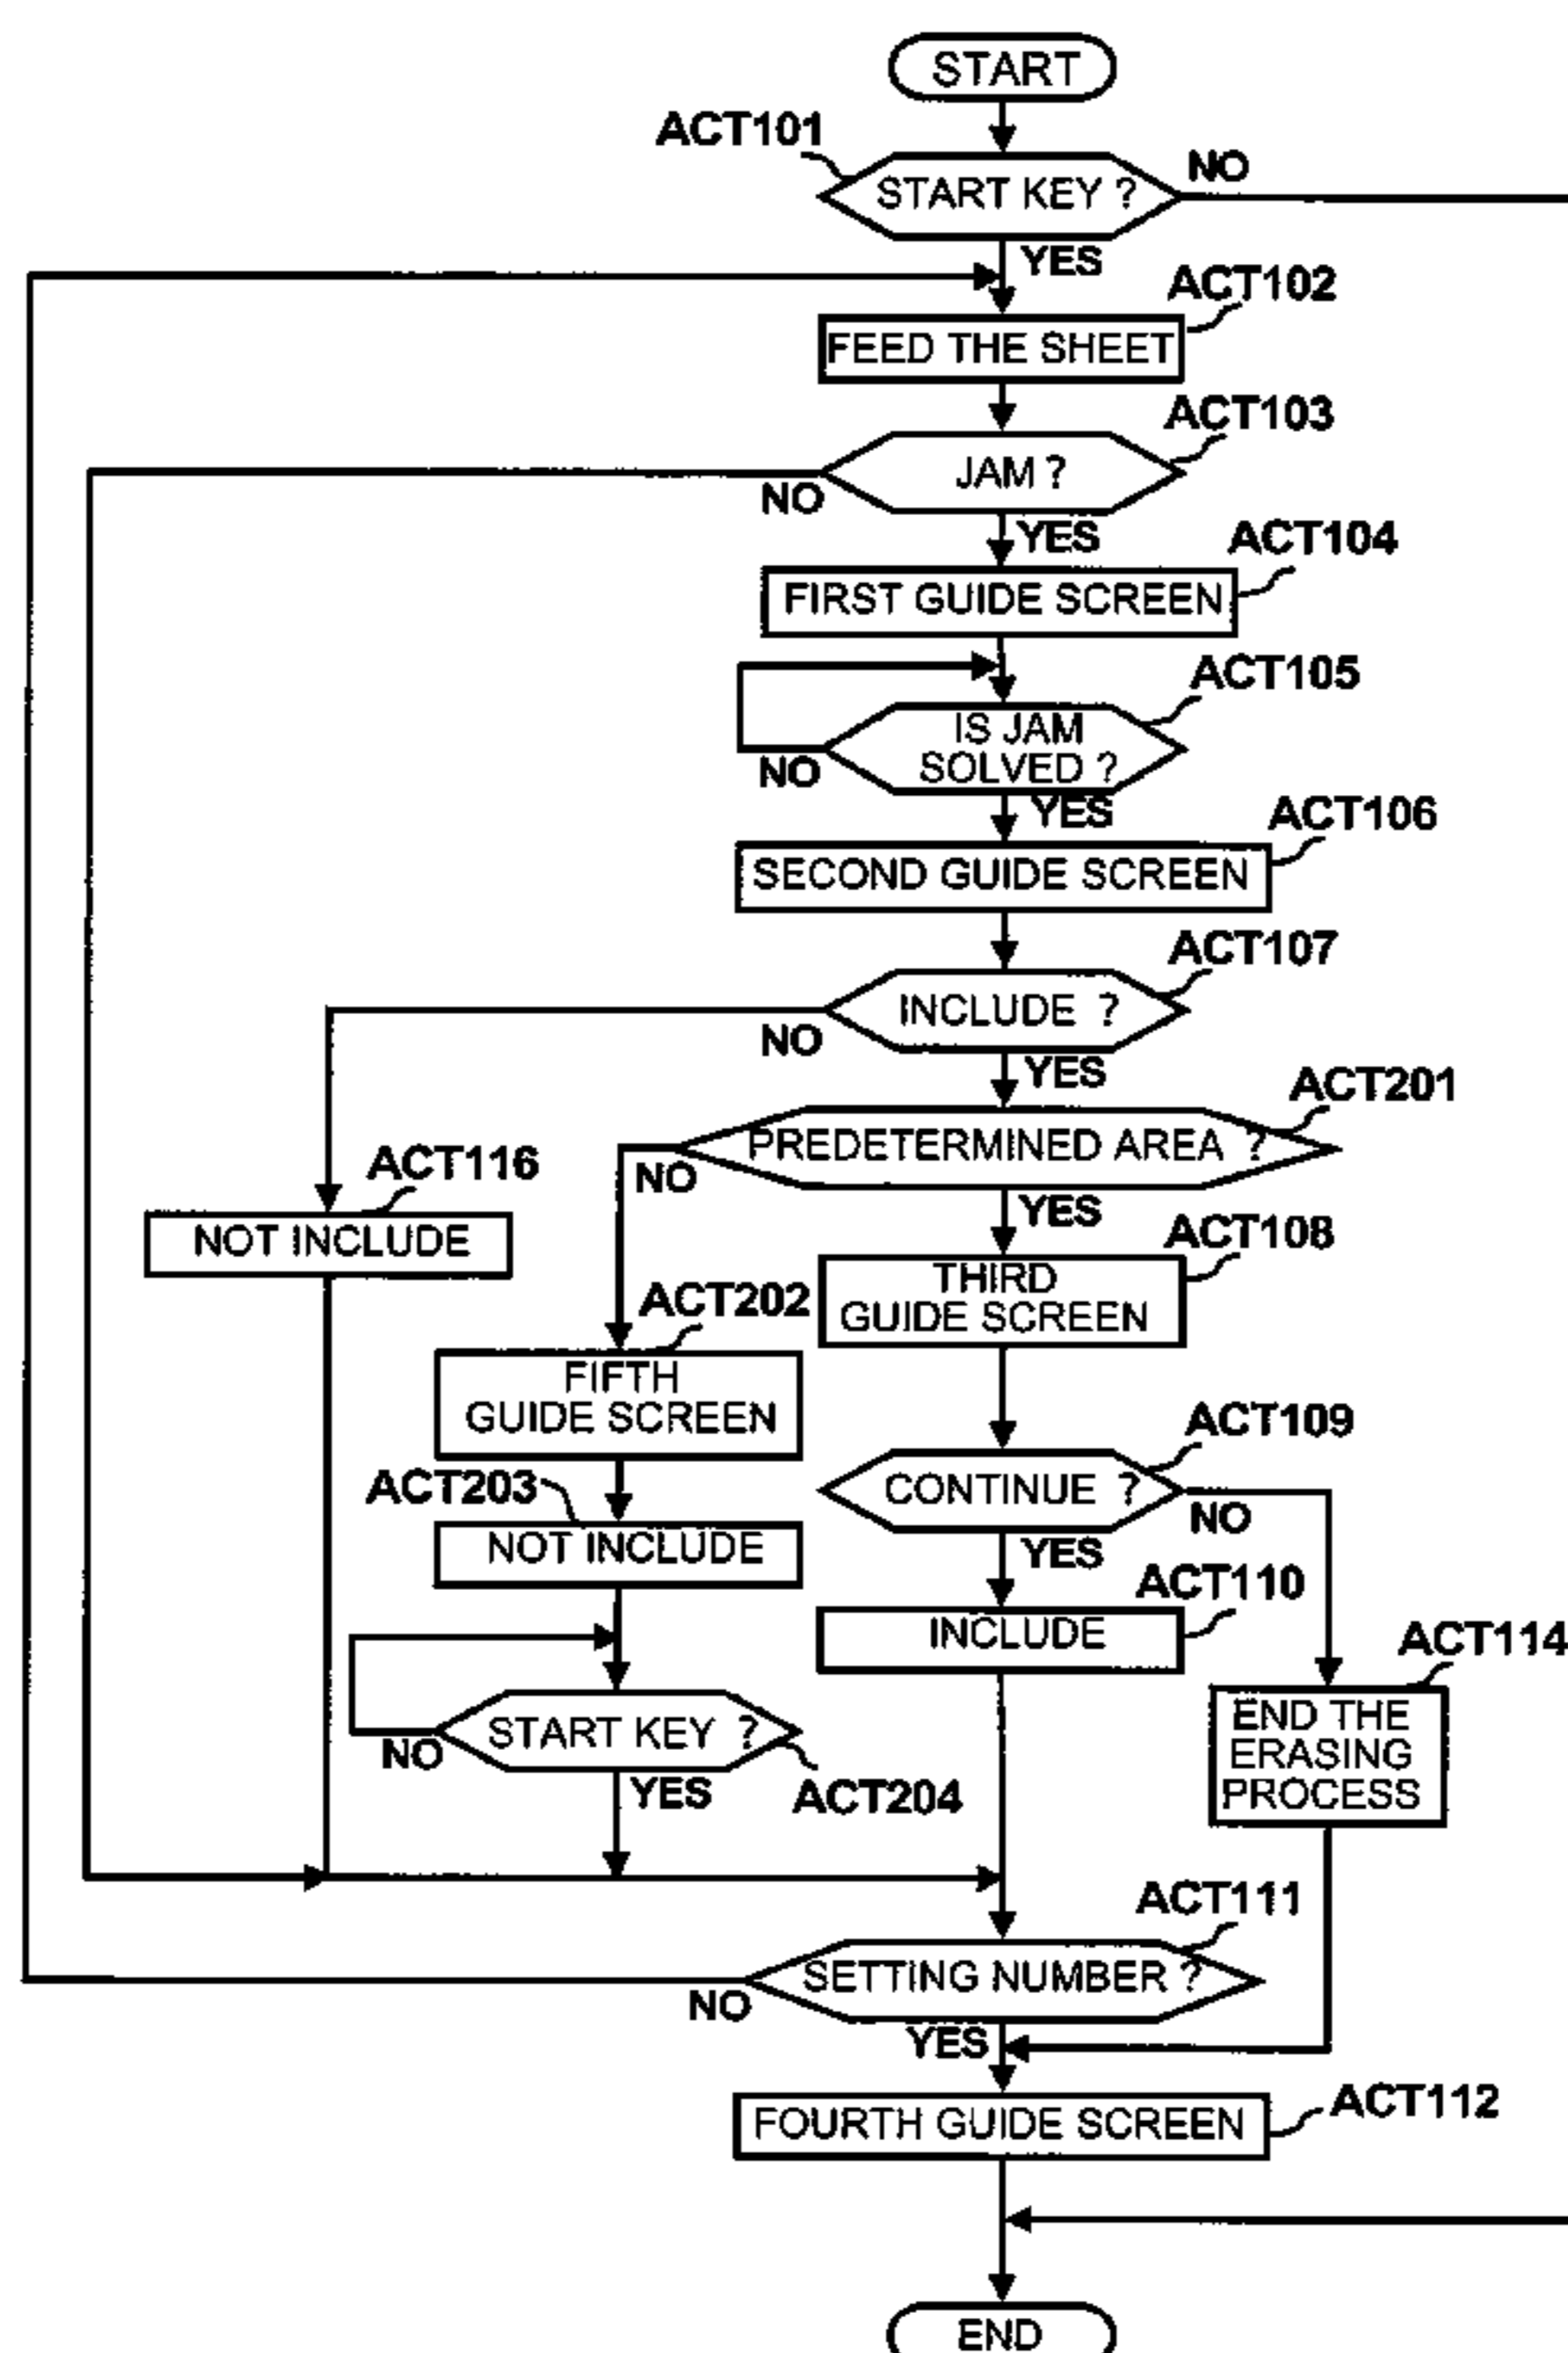 START
ACT101
START KEY ?
NO
YES
ACT102
FEED THE SHEET
ACT103
JAM ?
NO
YES
ACT104
FIRST GUIDE SCREEN
ACT105
IS JAM
SOLVED ?
NO
YES
ACT106
SECOND GUIDE SCREEN
ACT107
INCLUDE ?
NO
YES
ACT201
PREDETERMINED AREA ?
NO
YES
ACT116
NOT INCLUDE
ACT108
THIRD
GUIDE SCREEN
ACT202
FIFTH
GUIDE SCREEN
ACT109
CONTINUE ?
NO
YES
ACT203
NOT INCLUDE
ACT110
INCLUDE
ACT114
END THE
ERASING
PROCESS
START KEY ?
NO
YES
ACT204
ACT111
SETTING NUMBER ?
NO
YES
ACT112
FOURTH GUIDE SCREEN
END